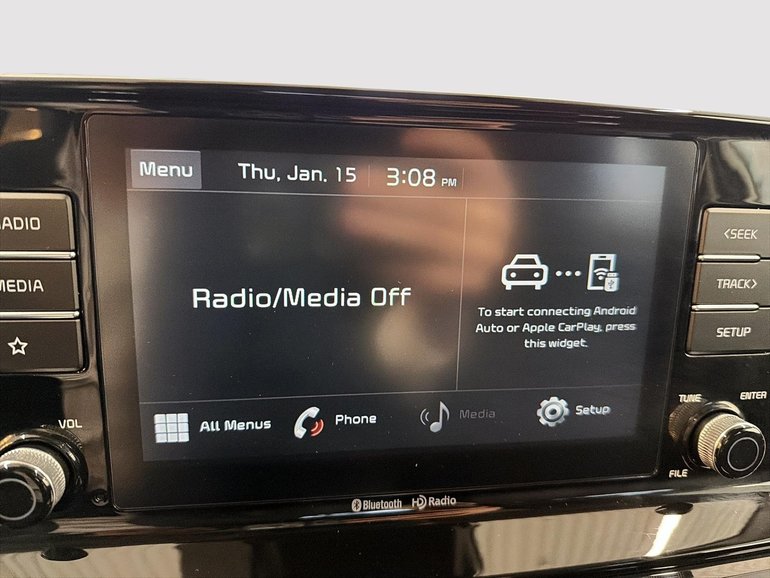 Menu Thu, Jan. 15 3:08 PM
RADIO
MEDIA
Radio/Media Off
To start connecting Android
Auto or Apple CarPlay, press
this widget.
<SEEK
TRACK>
SETUP
All Menus Phone Media Setup
VOL
TUNE ENTER
FILE
Bluetooth HD Radio